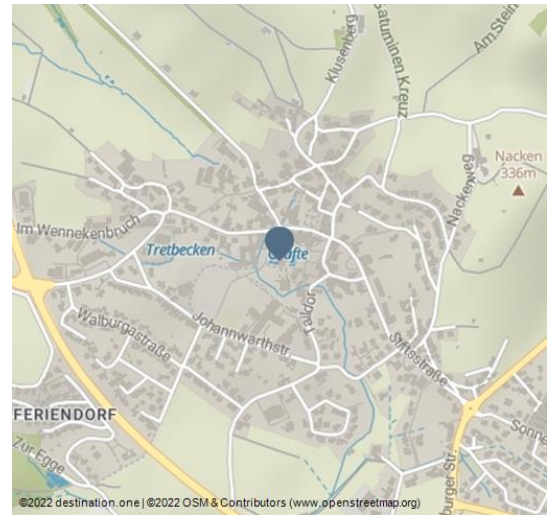 Klusenberg
Saturninen.Kreuz
Am.Stein
Nacken
336m
Nackenweg
Im Wennekenbruch
Tretbecken
Gräfte
Walburgastraße
Johannwarthstr.
Taldor
Stiftsstraße
FERIENDORF
Zur Egge
Sonne
burger Str.
©2022 destination.one | ©2022 OSM & Contributors (www.openstreetmap.org)